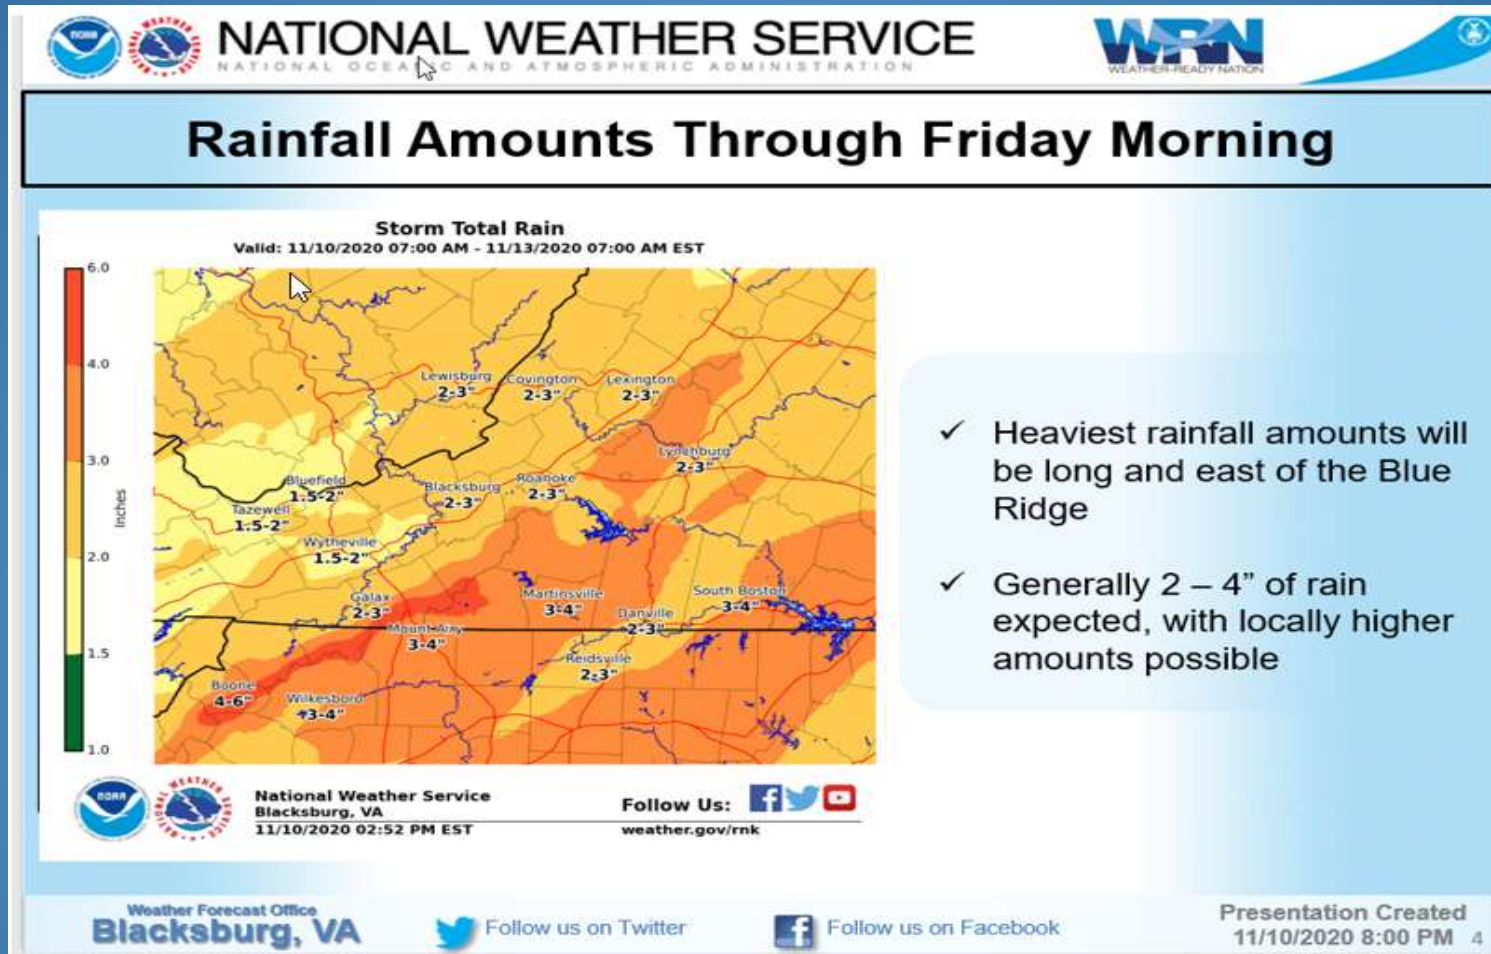 NATIONAL WEATHER SERVICE
NATIONAL OCEANIC AND ATMOSPHERIC ADMINISTRATION
WRN
WEATHER-READY NATION
Rainfall Amounts Through Friday Morning
Storm Total Rain
Valid: 11/10/2020 07:00 AM - 11/13/2020 07:00 AM EST
6.0
4.0
3.0
2.0
1.5
1.0
Inches
Lewisburg
2-3"
Covington
2-3"
Lexington
2-3"
Lynchburg
2-3"
Bluefield
1.5-2"
Blacksburg
2-3"
Roanoke
2-3"
Tazewell
1.5-2"
Wytheville
1.5-2"
Galax
2-3"
Martinsville
3-4"
South Boston
3-4"
Danville
2-3"
Mount Airy
3-4"
Reidsville
2-3"
Boone
4-6"
Wilkesboro
3-4"
✓ Heaviest rainfall amounts will
be long and east of the Blue
Ridge
✓ Generally 2 – 4” of rain
expected, with locally higher
amounts possible
NOAA
National Weather Service
Blacksburg, VA
11/10/2020 02:52 PM EST
Follow Us:
weather.gov/rnk
Weather Forecast Office
Blacksburg, VA
Follow us on Twitter
Follow us on Facebook
Presentation Created
11/10/2020 8:00 PM 4